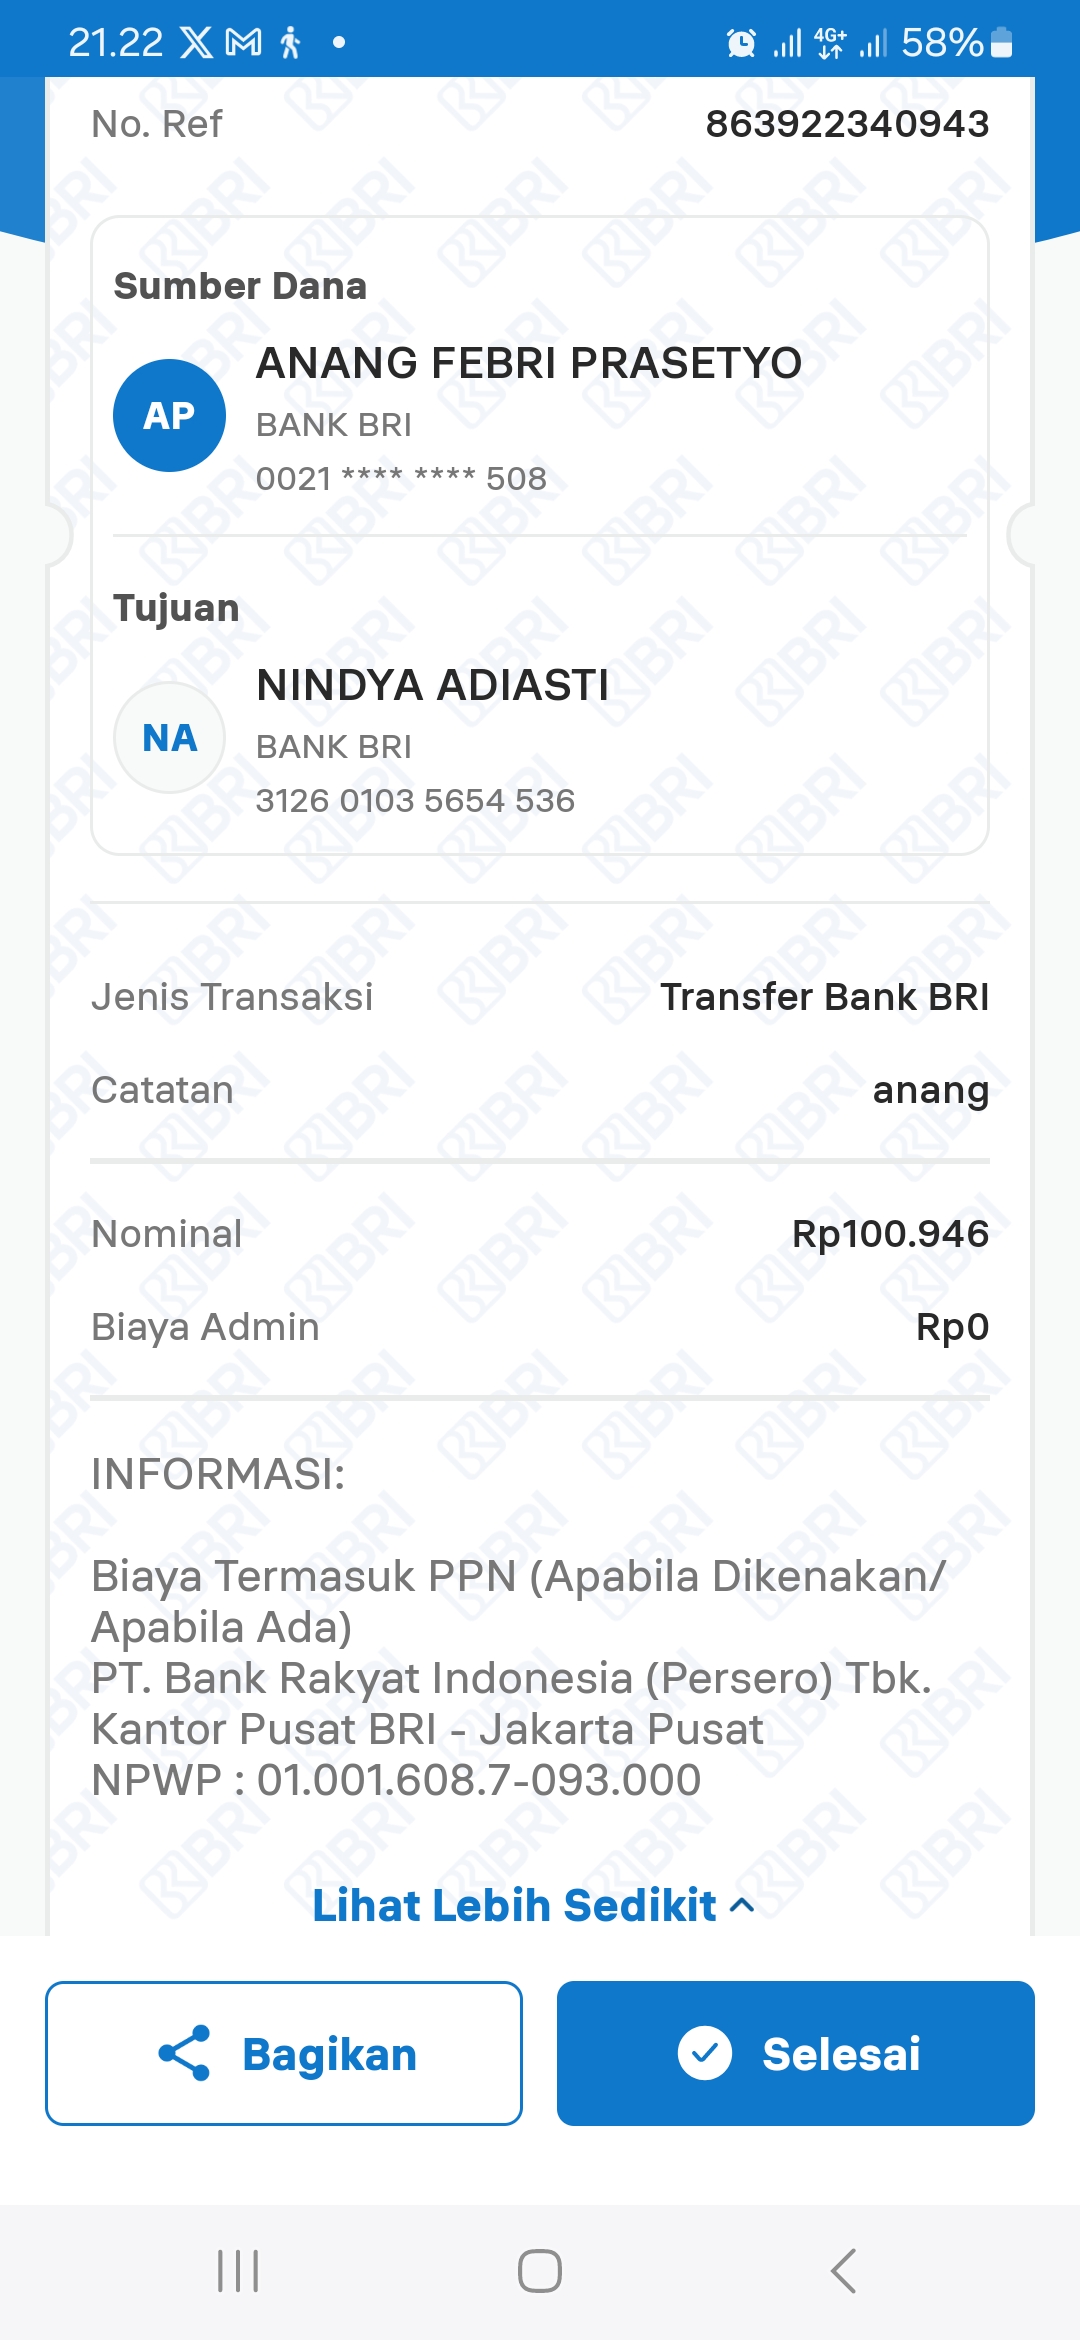 21.22 58%
4G+
No. Ref 863922340943
Sumber Dana
AP
ANANG FEBRI PRASETYO
BANK BRI
0021 **** **** 508
Tujuan
NA
NINDYA ADIASTI
BANK BRI
3126 0103 5654 536
Jenis Transaksi Transfer Bank BRI
Catatan anang
Nominal Rp100.946
Biaya Admin Rp0
INFORMASI:
Biaya Termasuk PPN (Apabila Dikenakan/
Apabila Ada)
PT. Bank Rakyat Indonesia (Persero) Tbk.
Kantor Pusat BRI - Jakarta Pusat
NPWP : 01.001.608.7-093.000
Lihat Lebih Sedikit
Bagikan Selesai